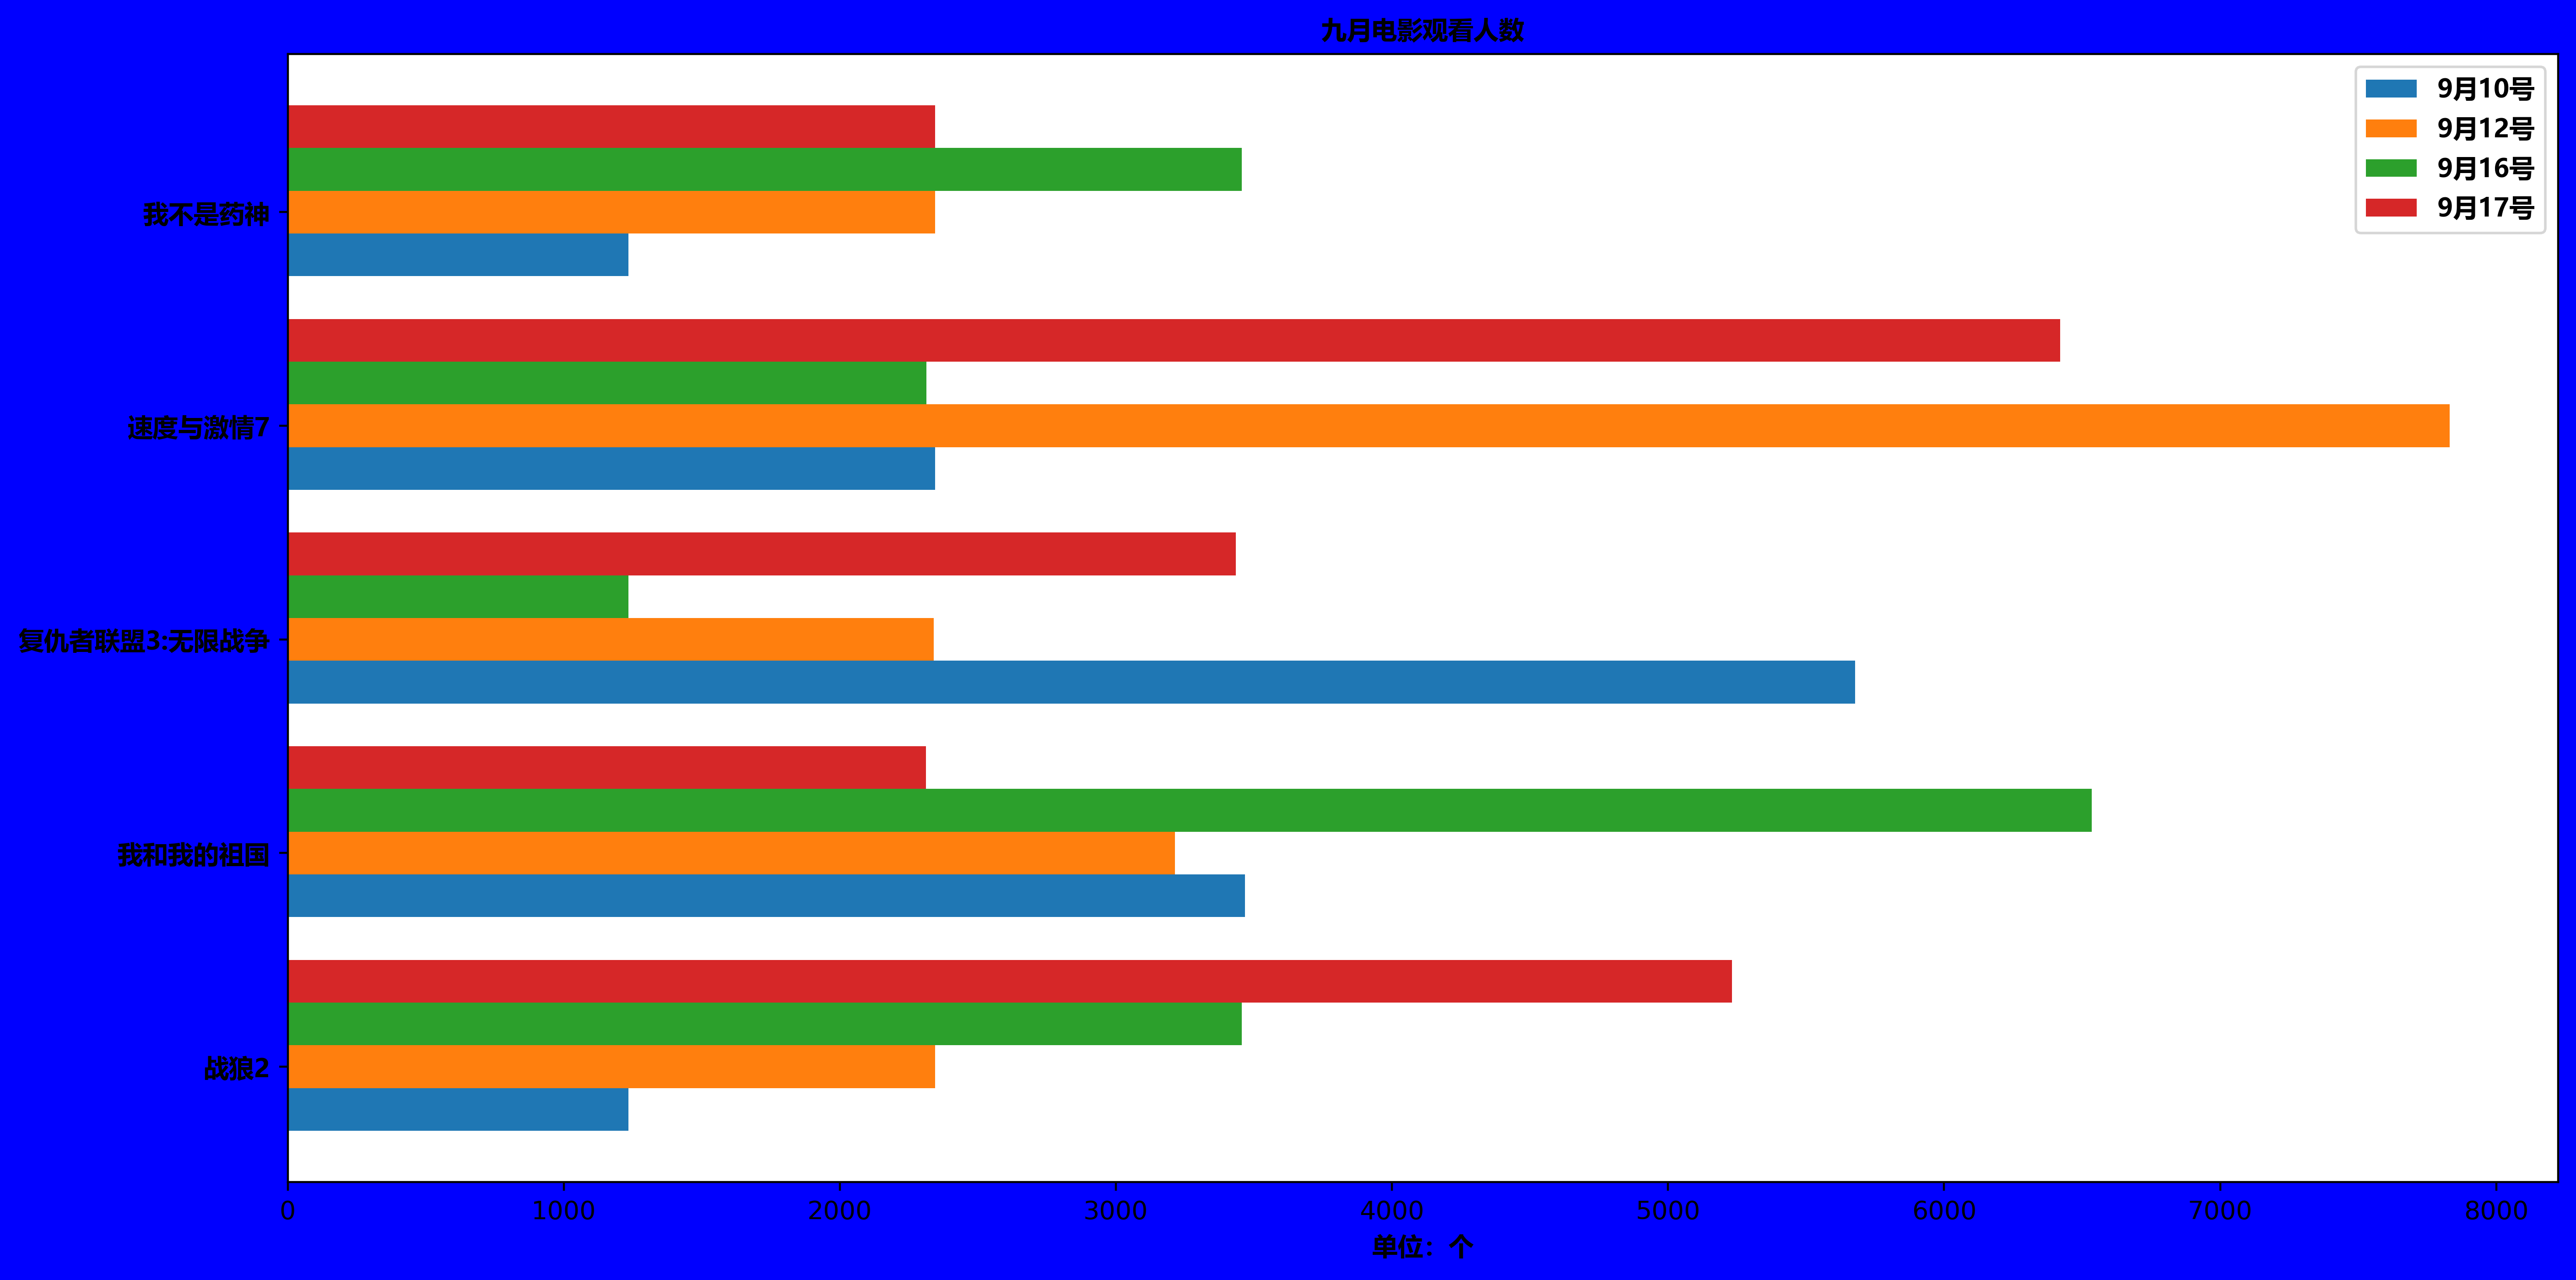 九月电影观看人数
9月10号
9月12号
9月16号
9月17号
我不是药神
速度与激情7
复仇者联盟3:无限战争
我和我的祖国
战狼2
0 1000 2000 3000 4000 5000 6000 7000 8000
单位：个